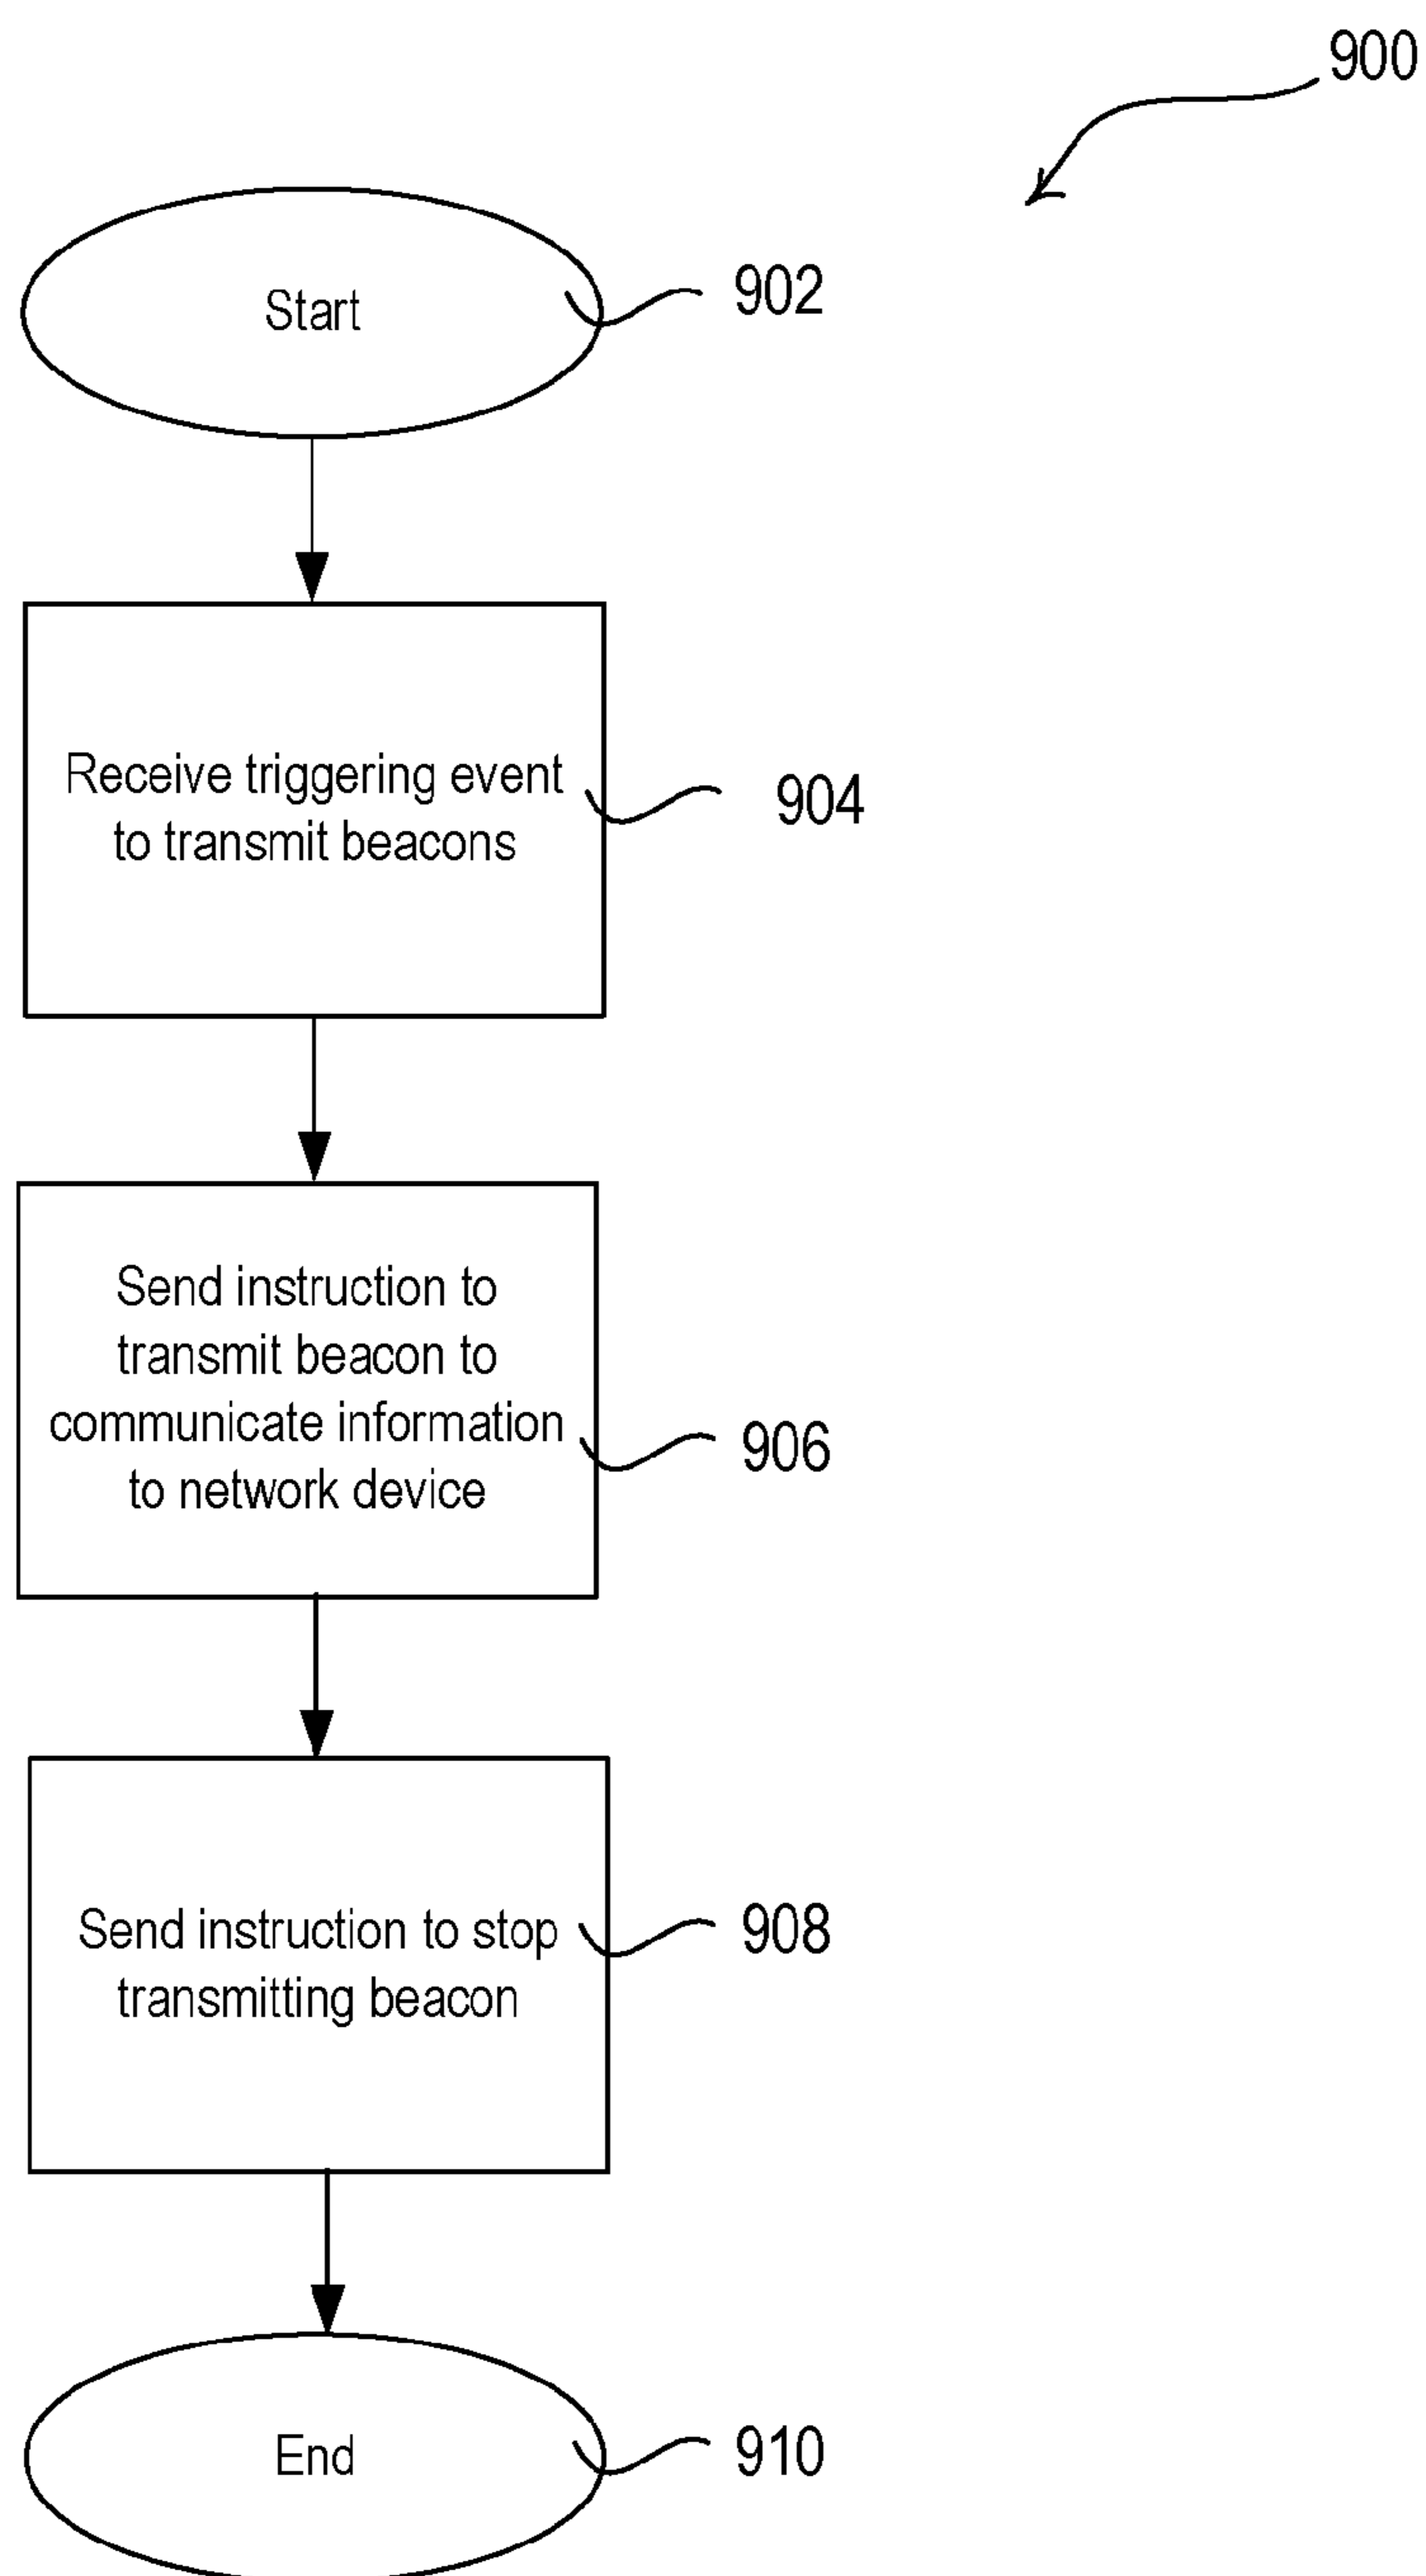 900
Start
902
Receive triggering event
to transmit beacons
904
Send instruction to
transmit beacon to
communicate information
to network device
906
Send instruction to stop
transmitting beacon
908
End
910